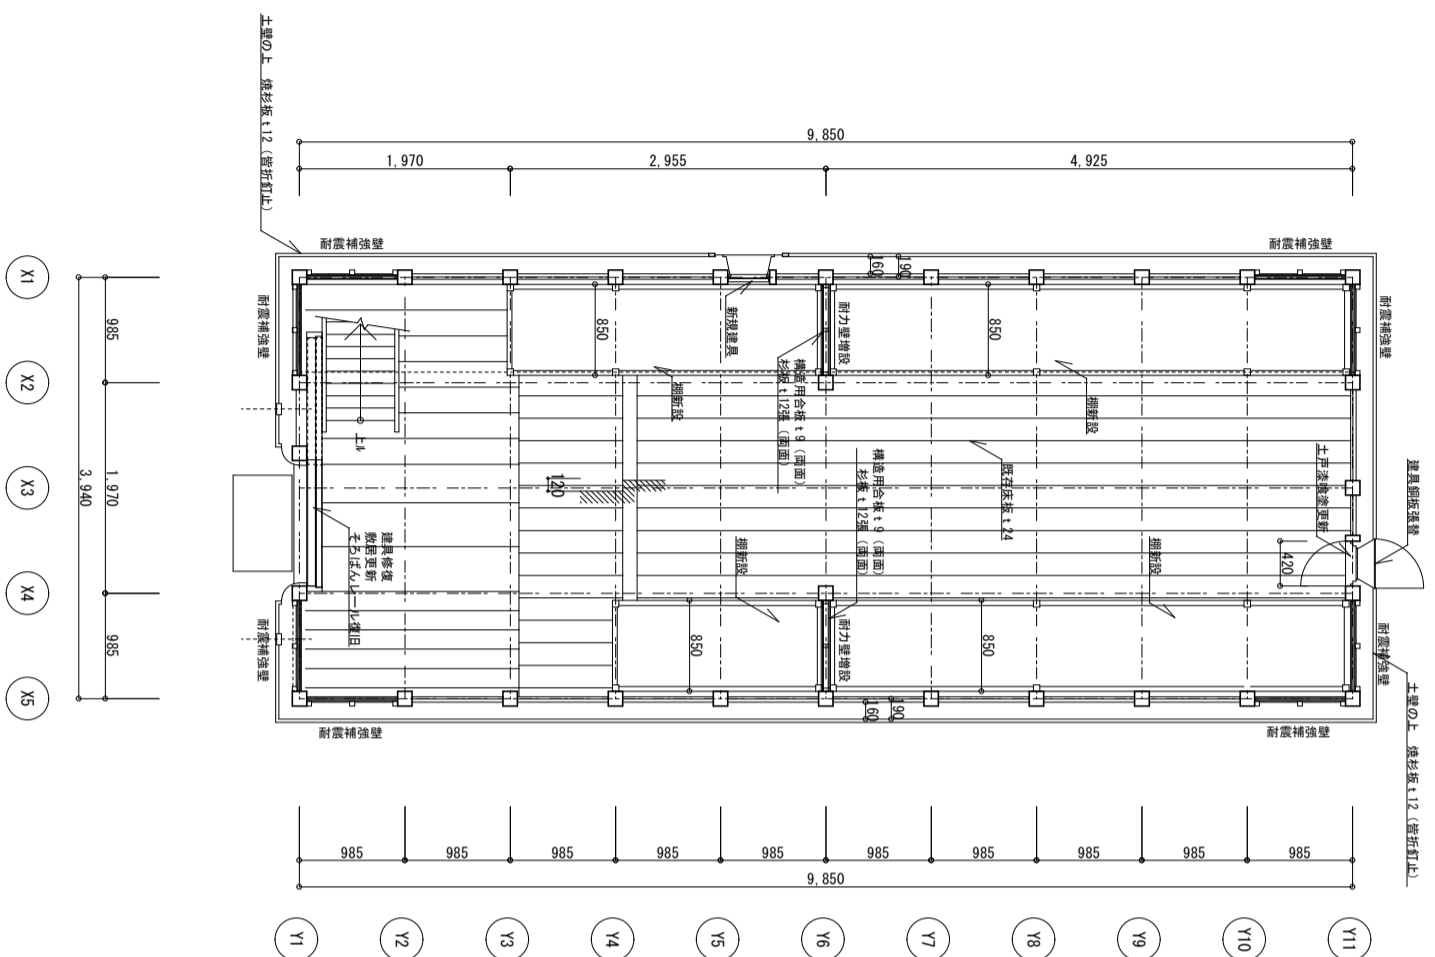 土壁の上　焼杉板ｔ12（皆折釘止）
9,850
1,970
2,955
4,925
耐震補強壁
耐震補強壁
X1
X2
X3
X4
X5
985
1,970
3,940
985
耐震補強壁
耐震補強壁
耐震補強壁
耐震補強壁
160
190
850
新規建具
耐力壁増設
構造用合板ｔ9（両面）
杉板ｔ12張（両面）
850
棚新設
棚新設
上ル
120
構造用合板ｔ9（両面）
杉板ｔ12張（両面）
既存床板ｔ24
土戸漆喰塗更新
建具銅板張替
420
建具修復
敷居更新
そろばんレール復旧
棚新設
棚新設
850
耐力壁増設
850
160
190
耐震補強壁
耐震補強壁
土壁の上　焼杉板ｔ12（皆折釘止）
985
985
985
985
985
985
985
985
985
985
9,850
Y1
Y2
Y3
Y4
Y5
Y6
Y7
Y8
Y9
Y10
Y11